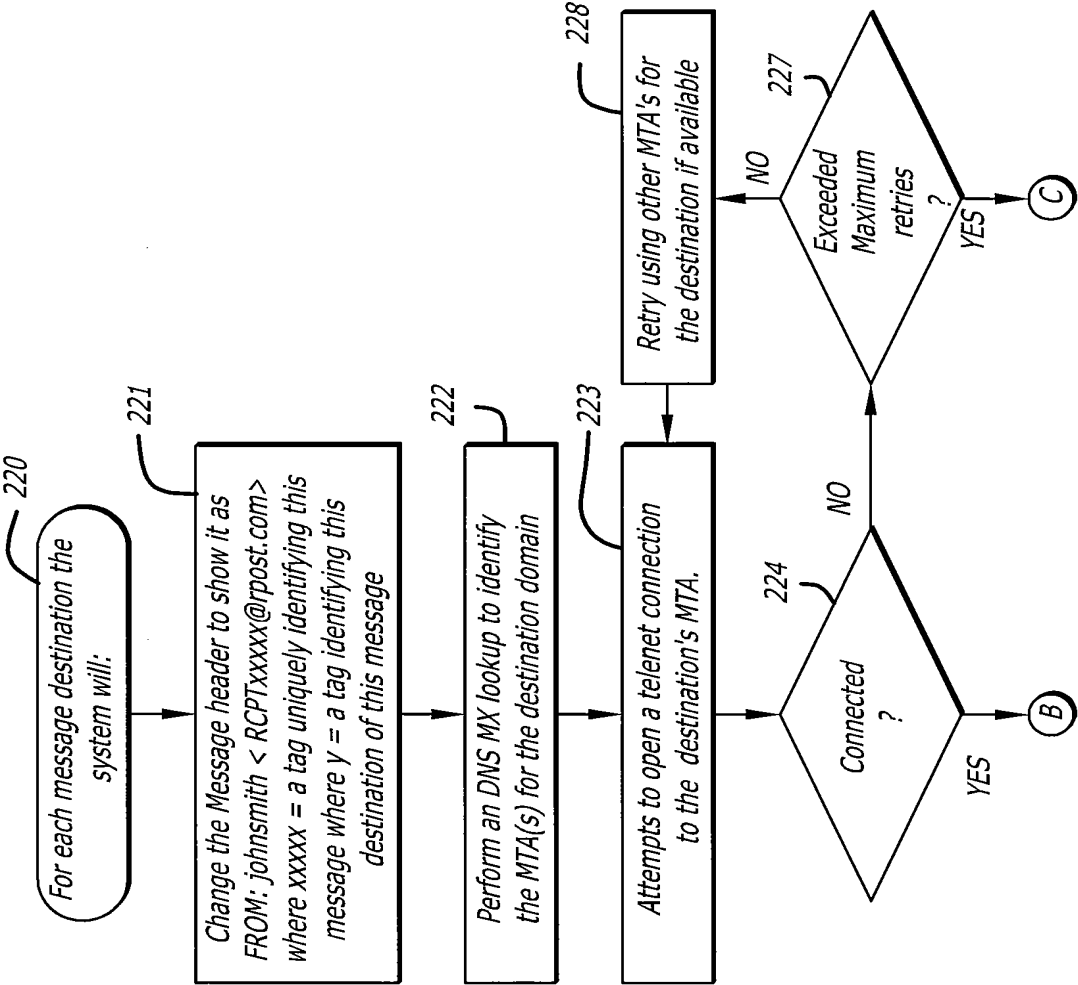 220
For each message destination the
system will:
221
Change the Message header to show it as
FROM: johnsmith < RCPTxxxxx@rpost.com>
where xxxxx = a tag uniquely identifying this
message where y = a tag identifying this
destination of this message
222
Perform an DNS MX lookup to identify
the MTA(s) for the destination domain
223
Attempts to open a telenet connection
to the destination's MTA.
224
Connected
?
YES
B
NO
227
Exceeded
Maximum
retries
?
YES
C
NO
228
Retry using other MTA's for
the destination if available